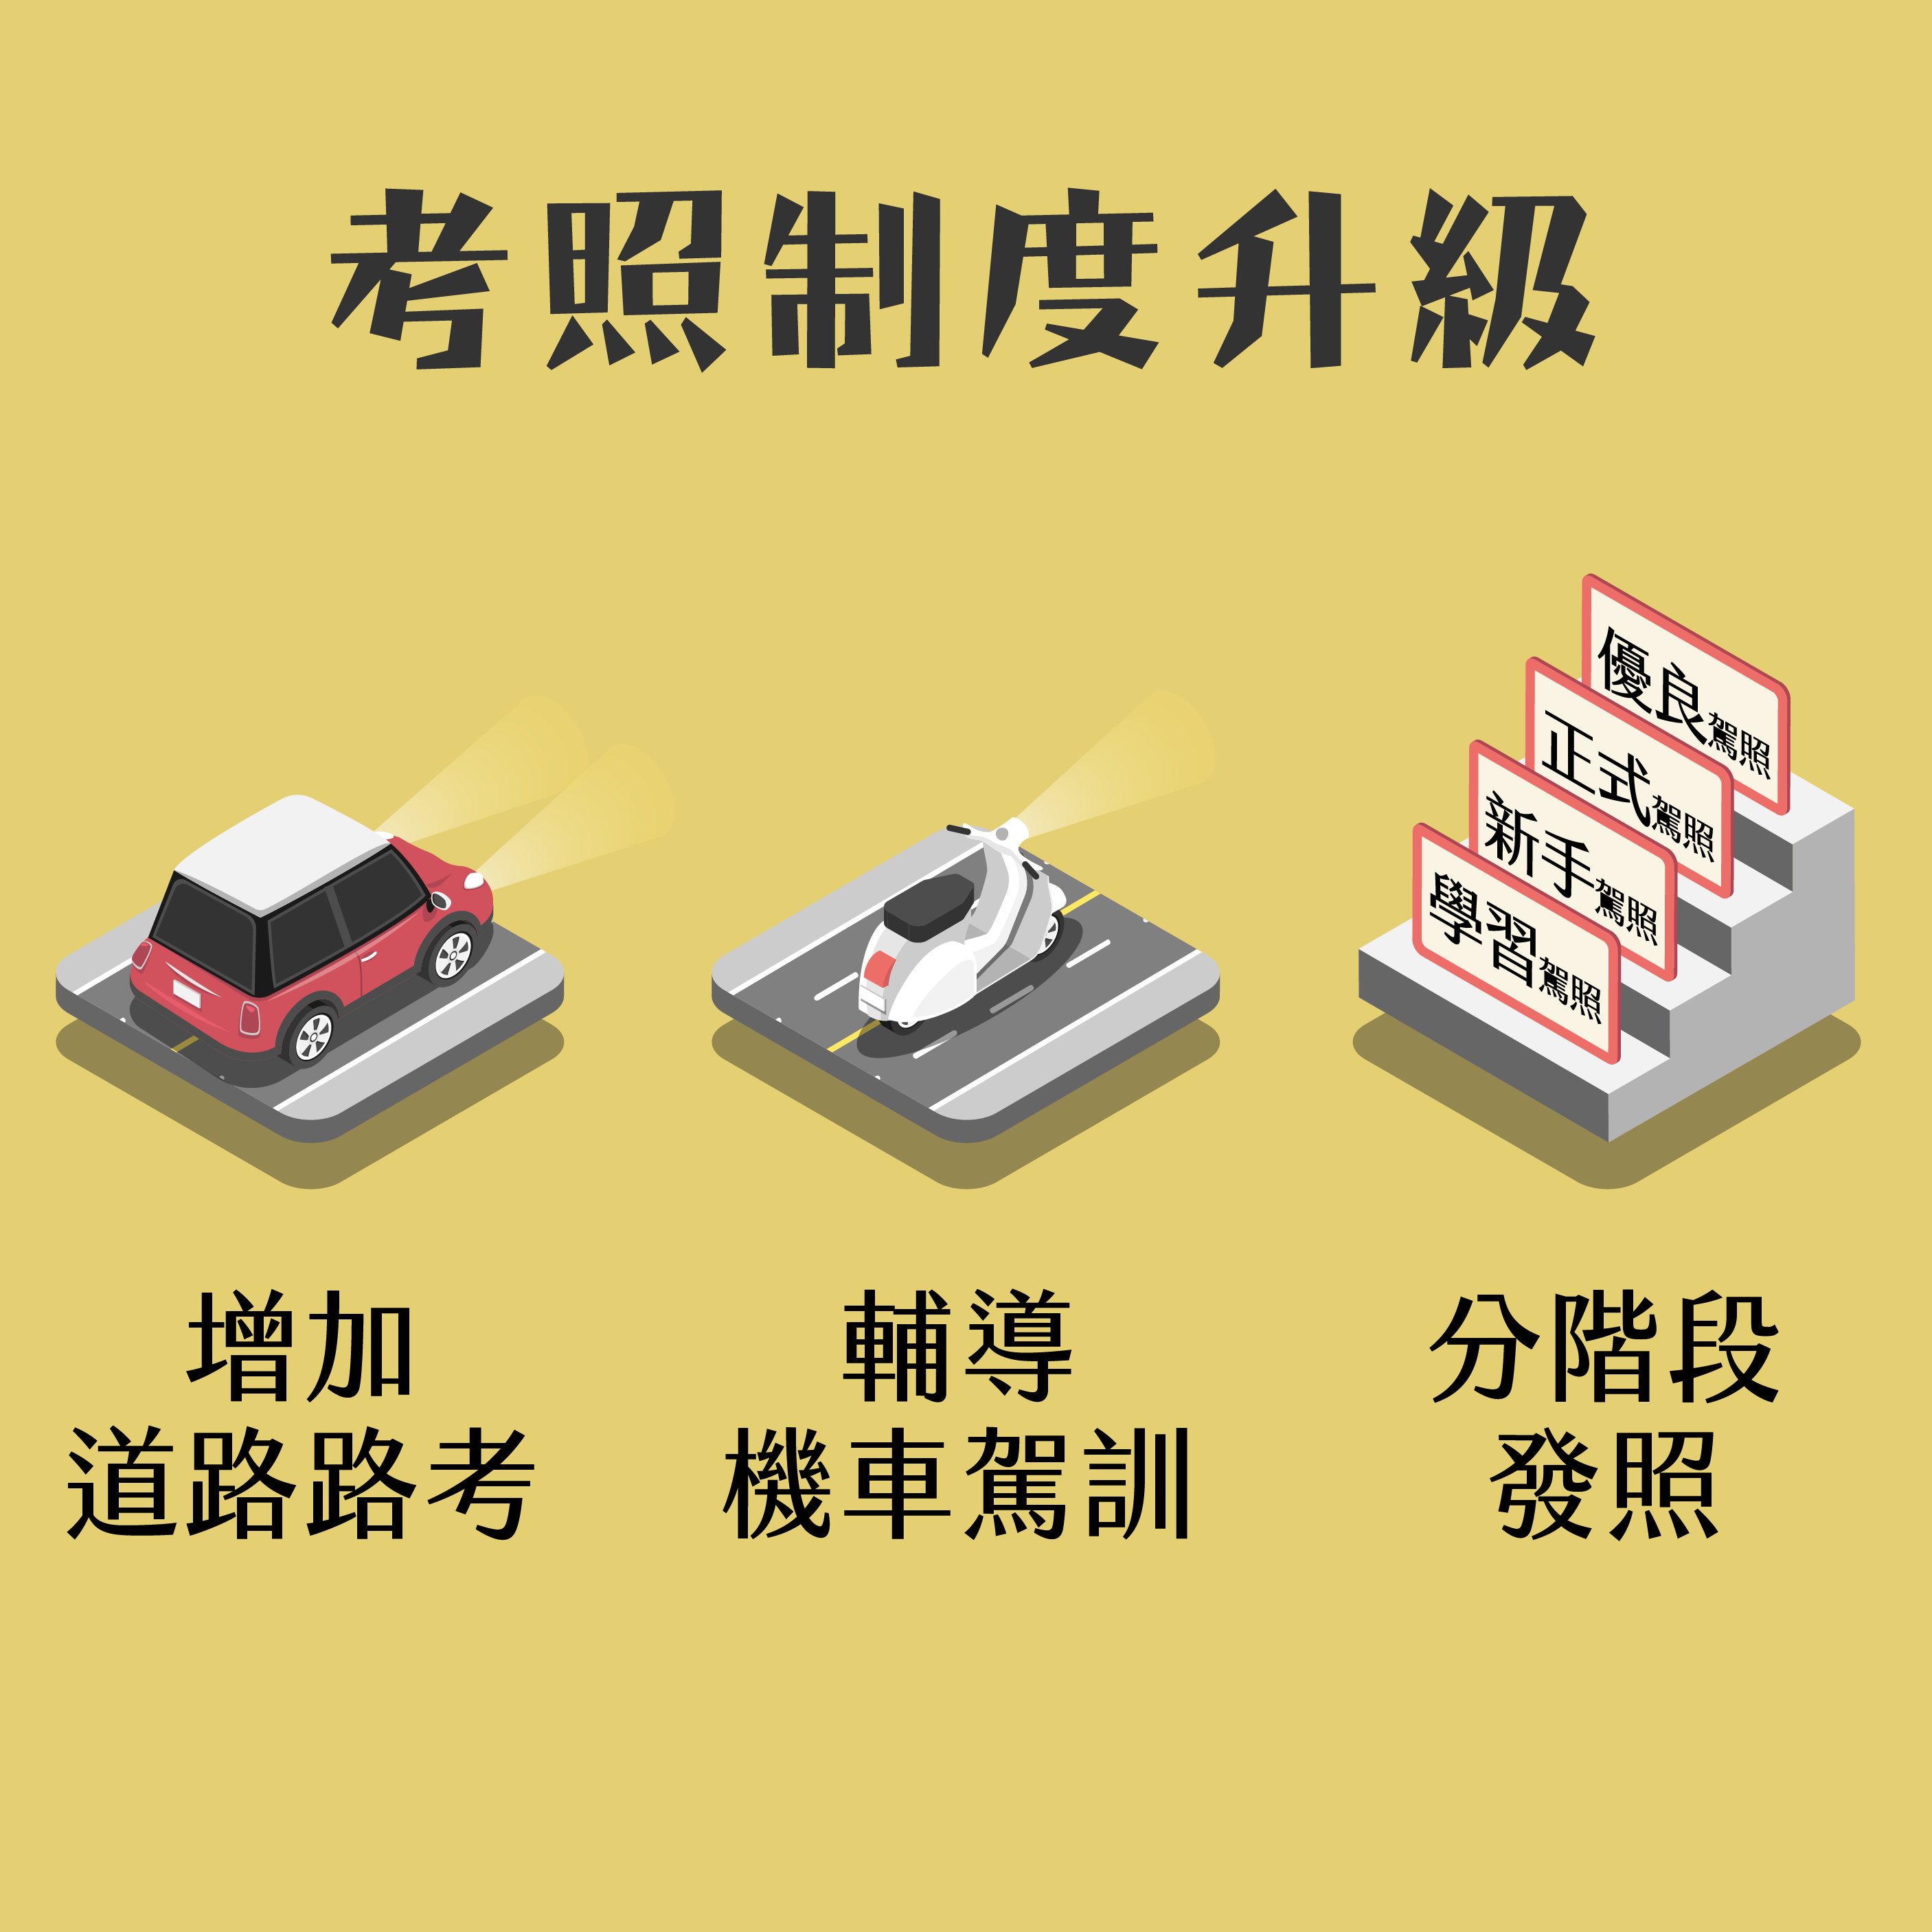 考照制度升級
優良駕照
正式駕照
新手駕照
學習駕照
增加
道路路考
輔導
機車駕訓
分階段
發照